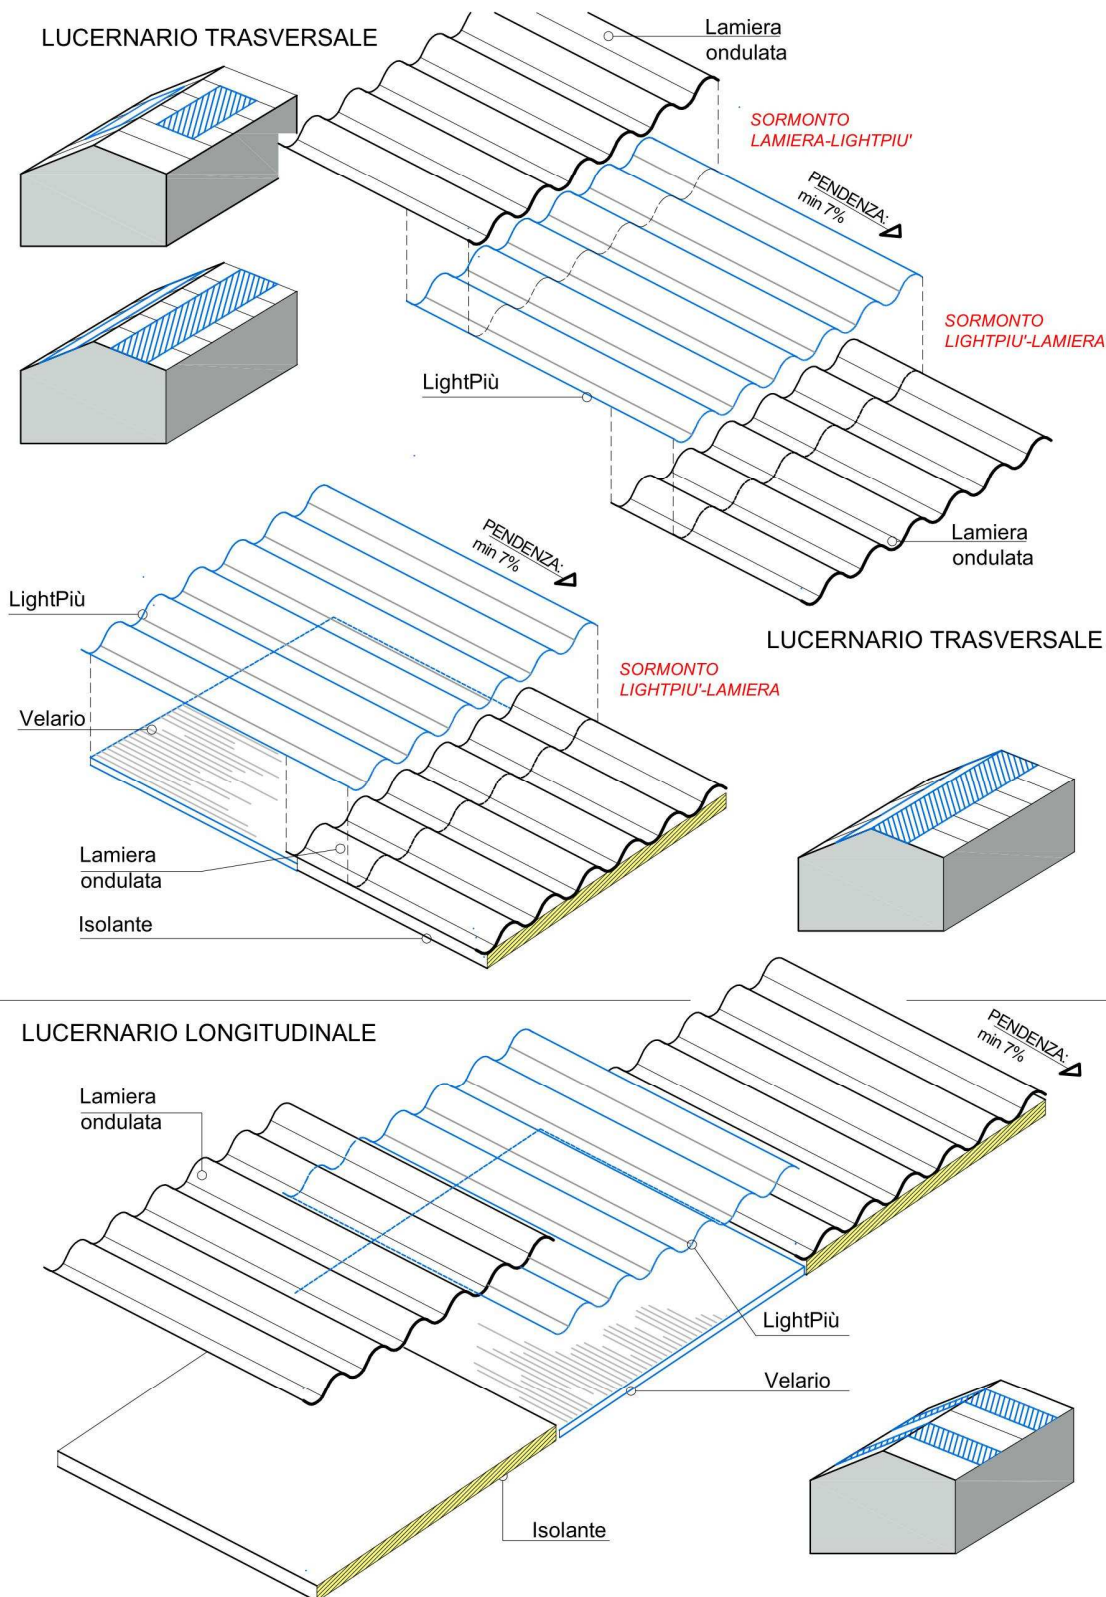 LUCERNARIO TRASVERSALE
Lamiera
ondulata
SORMONTO
LAMIERA-LIGHTPIU'
PENDENZA:
min 7%
SORMONTO
LIGHTPIU'-LAMIERA
LightPiù
Lamiera
ondulata
PENDENZA:
min 7%
LightPiù
LUCERNARIO TRASVERSALE
SORMONTO
LIGHTPIU'-LAMIERA
Velario
Lamiera
ondulata
Isolante
LUCERNARIO LONGITUDINALE
PENDENZA:
min 7%
Lamiera
ondulata
LightPiù
Velario
Isolante